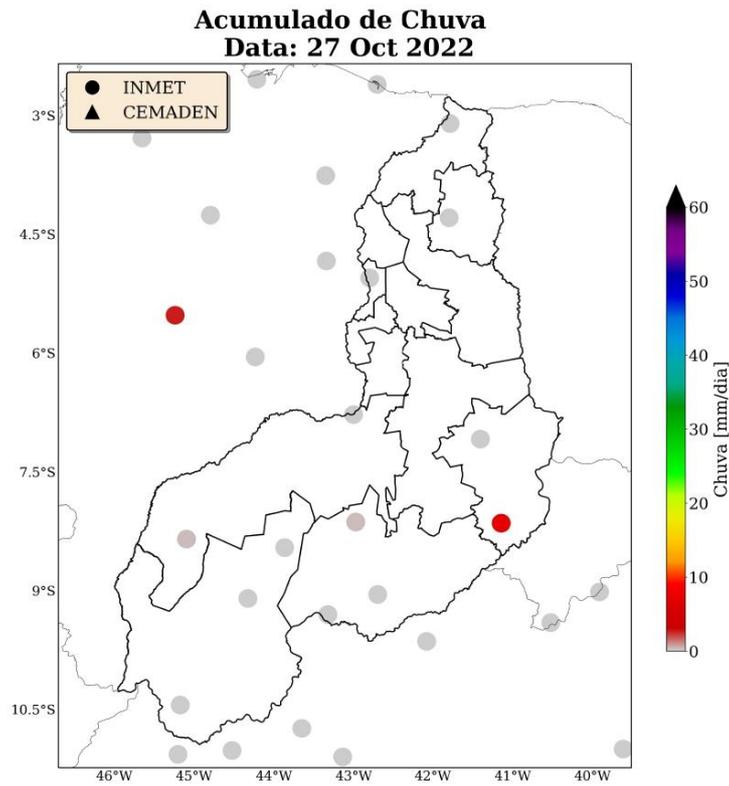 Acumulado de Chuva
Data: 27 Oct 2022
INMET
CEMADEN
3°S
4.5°S
6°S
7.5°S
9°S
10.5°S
46°W
45°W
44°W
43°W
42°W
41°W
40°W
60
50
40
30
20
10
0
Chuva [mm/dia]